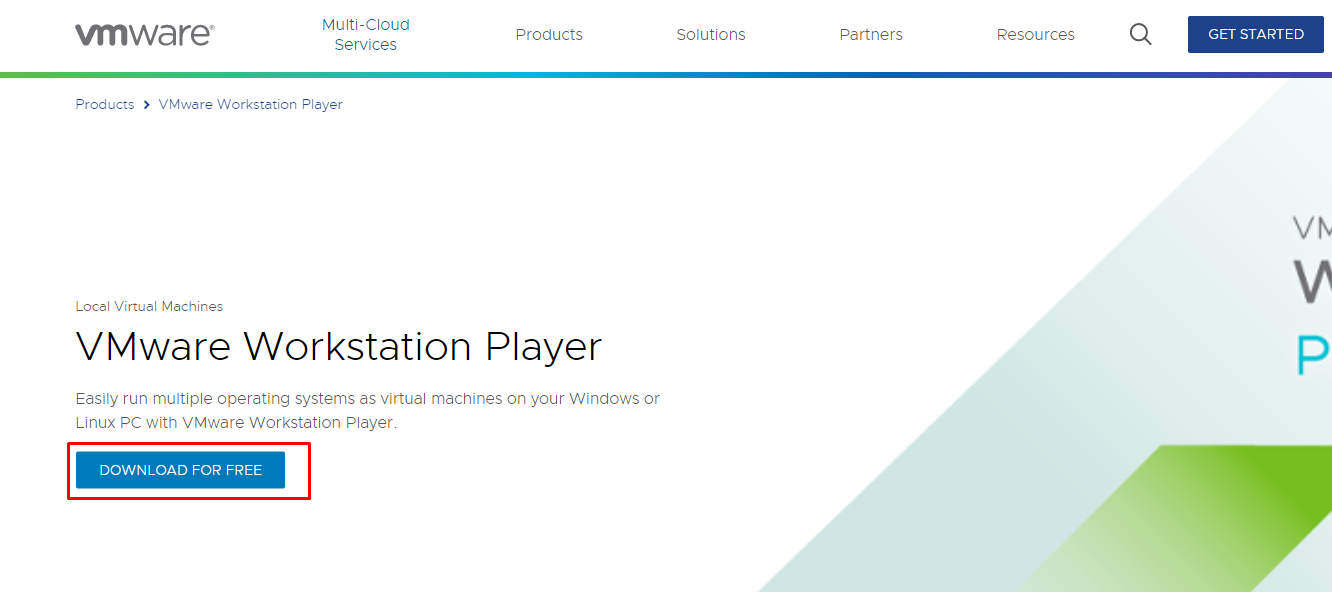 vmware®
Multi-Cloud
Services
Products
Solutions
Partners
Resources
GET STARTED
Products > VMware Workstation Player
Local Virtual Machines
VMware Workstation Player
Easily run multiple operating systems as virtual machines on your Windows or
Linux PC with VMware Workstation Player.
DOWNLOAD FOR FREE
VM
W
P